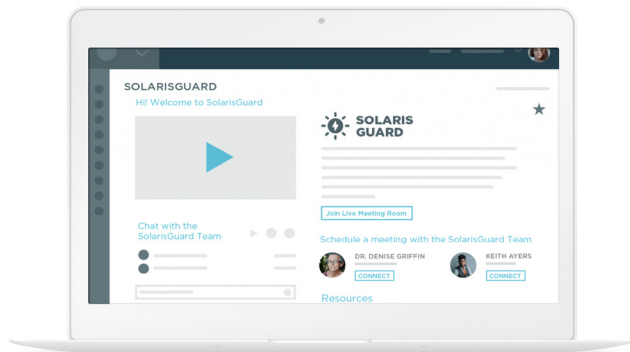 SOLARISGUARD
Hi! Welcome to SolarisGuard
SOLARIS
GUARD
Join Live Meeting Room
Chat with the
SolarisGuard Team
Schedule a meeting with the SolarisGuard Team
DR. DENISE GRIFFIN
CONNECT
KEITH AYERS
CONNECT
Resources